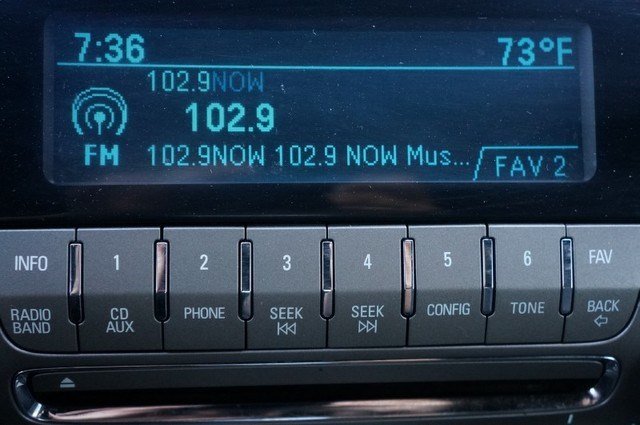 7:36 73°F
102.9NOW
102.9
FM 102.9NOW 102.9 NOW Mus... FAV 2
INFO 1 2 3 4 5 6 FAV
RADIO BAND CD AUX PHONE SEEK SEEK CONFIG TONE BACK